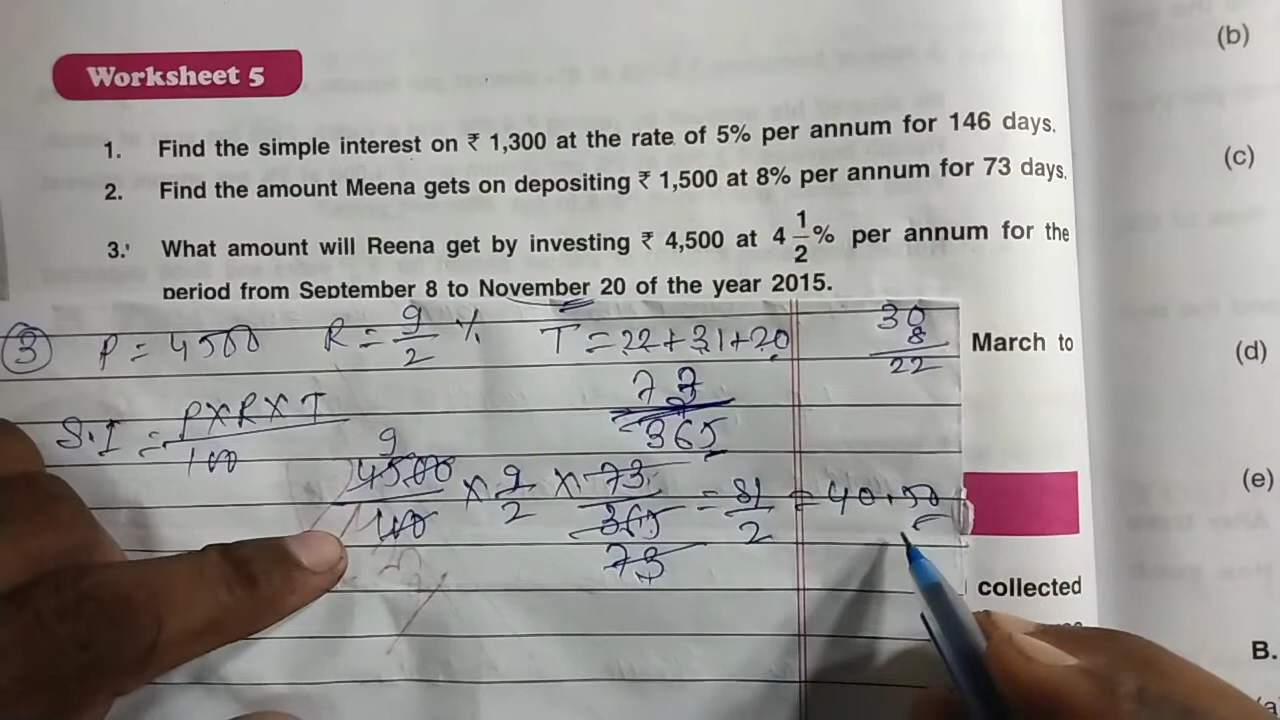 Worksheet 5
1. Find the simple interest on ₹ 1,300 at the rate of 5% per annum for 146 days.
2. Find the amount Meena gets on depositing ₹ 1,500 at 8% per annum for 73 days.
3. What amount will Reena get by investing ₹ 4,500 at 4 1/2 % per annum for the
period from September 8 to November 20 of the year 2015.
(3) P = 4500 R = 9/2 % T = 22+31+20
73/365
30
8
22
S.I = P×R×T/100
9
4500/100 × 9/2 × 73/365 = 81/2 = 40.50
73
March to
collected
(b)
(c)
(d)
(e)
B.